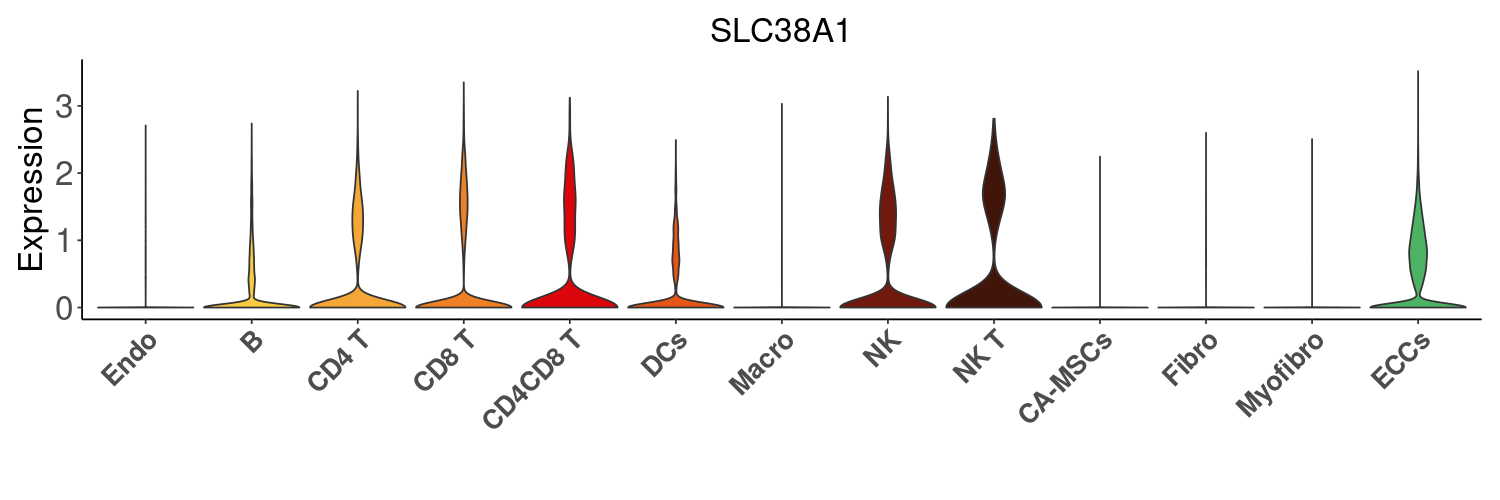 SLC38A1
Expression
3
2
1
0
Endo
B
CD4 T
CD8 T
CD4CD8 T
DCs
Macro
NK
NK T
CA-MSCs
Fibro
Myofibro
ECCs